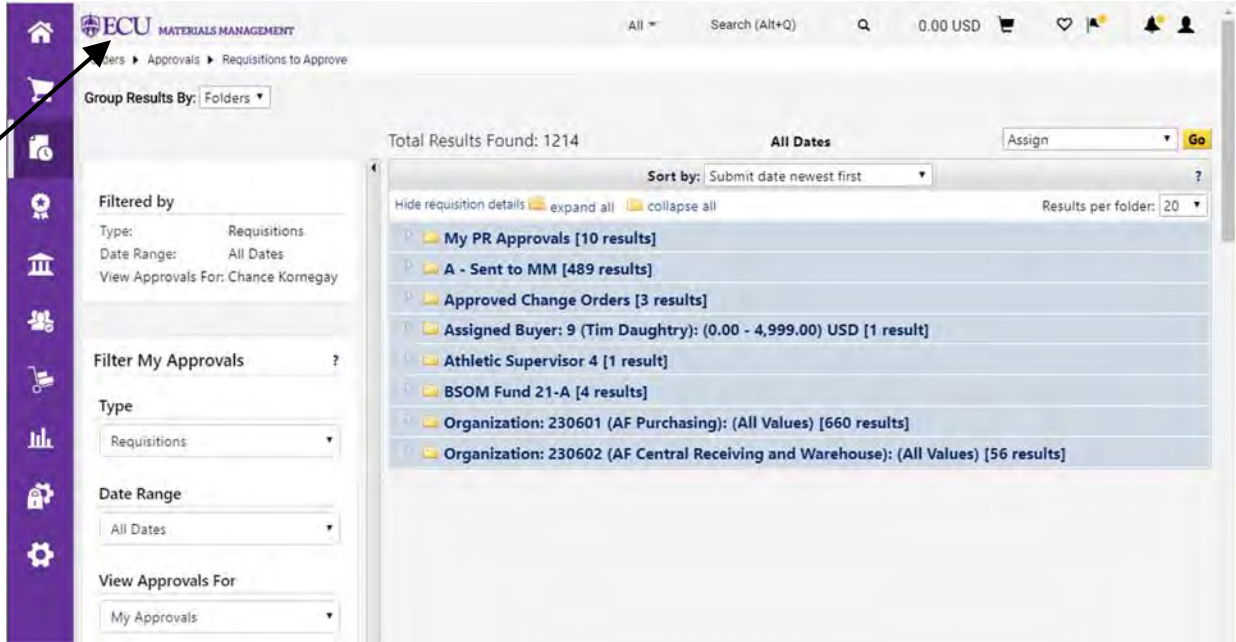 ECU MATERIALS MANAGEMENT
All
Search (Alt+Q)
0.00 USD
Approvals Requisitions to Approve
Group Results By: Folders
Total Results Found: 1214
All Dates
Assign
Go
Sort by: Submit date newest first
?
Hide requisition details expand all collapse all
Results per folder: 20
My PR Approvals [10 results]
A - Sent to MM [489 results]
Approved Change Orders [3 results]
Assigned Buyer: 9 (Tim Daughtry): (0.00 - 4,999.00) USD [1 result]
Athletic Supervisor 4 [1 result]
BSOM Fund 21-A [4 results]
Organization: 230601 (AF Purchasing): (All Values) [660 results]
Organization: 230602 (AF Central Receiving and Warehouse): (All Values) [56 results]
Filtered by
Type: Requisitions
Date Range: All Dates
View Approvals For: Chance Kornegay
Filter My Approvals
?
Type
Requisitions
Date Range
All Dates
View Approvals For
My Approvals